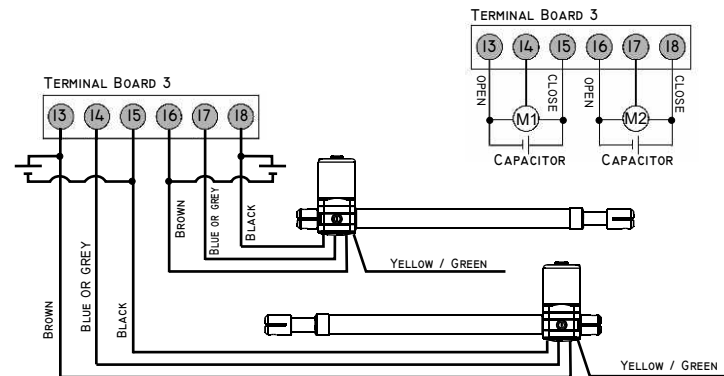 TERMINAL BOARD 3
13 14 15 16 17 18
OPEN CLOSE OPEN CLOSE
M1 M2
CAPACITOR CAPACITOR
TERMINAL BOARD 3
13 14 15 16 17 18
BROWN
BLUE OR GREY
BLACK
BROWN
BLUE OR GREY
BLACK
YELLOW / GREEN
YELLOW / GREEN